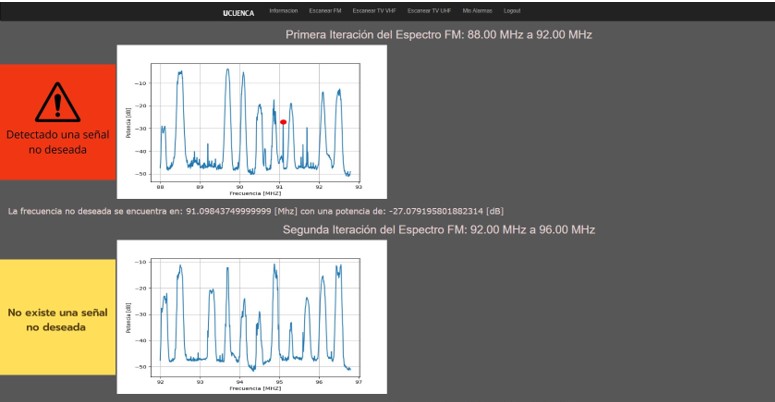 UCUENCA Informacion Escanear FM Escanear TV VHF Escanear TV UHF Mis Alarmas Logout
Primera Iteración del Espectro FM: 88.00 MHz a 92.00 MHz
Detectado una señal
no deseada
Potencia [dB]
−10
−20
−30
−40
−50
88 89 90 91 92 93
Frecuencia [MHZ]
La frecuencia no deseada se encuentra en: 91.09843749999999 [Mhz] con una potencia de: -27.079195801882314 [dB]
Segunda Iteración del Espectro FM: 92.00 MHz a 96.00 MHz
No existe una señal
no deseada
Potencia [dB]
−10
−20
−30
−40
−50
92 93 94 95 96 97
Frecuencia [MHZ]